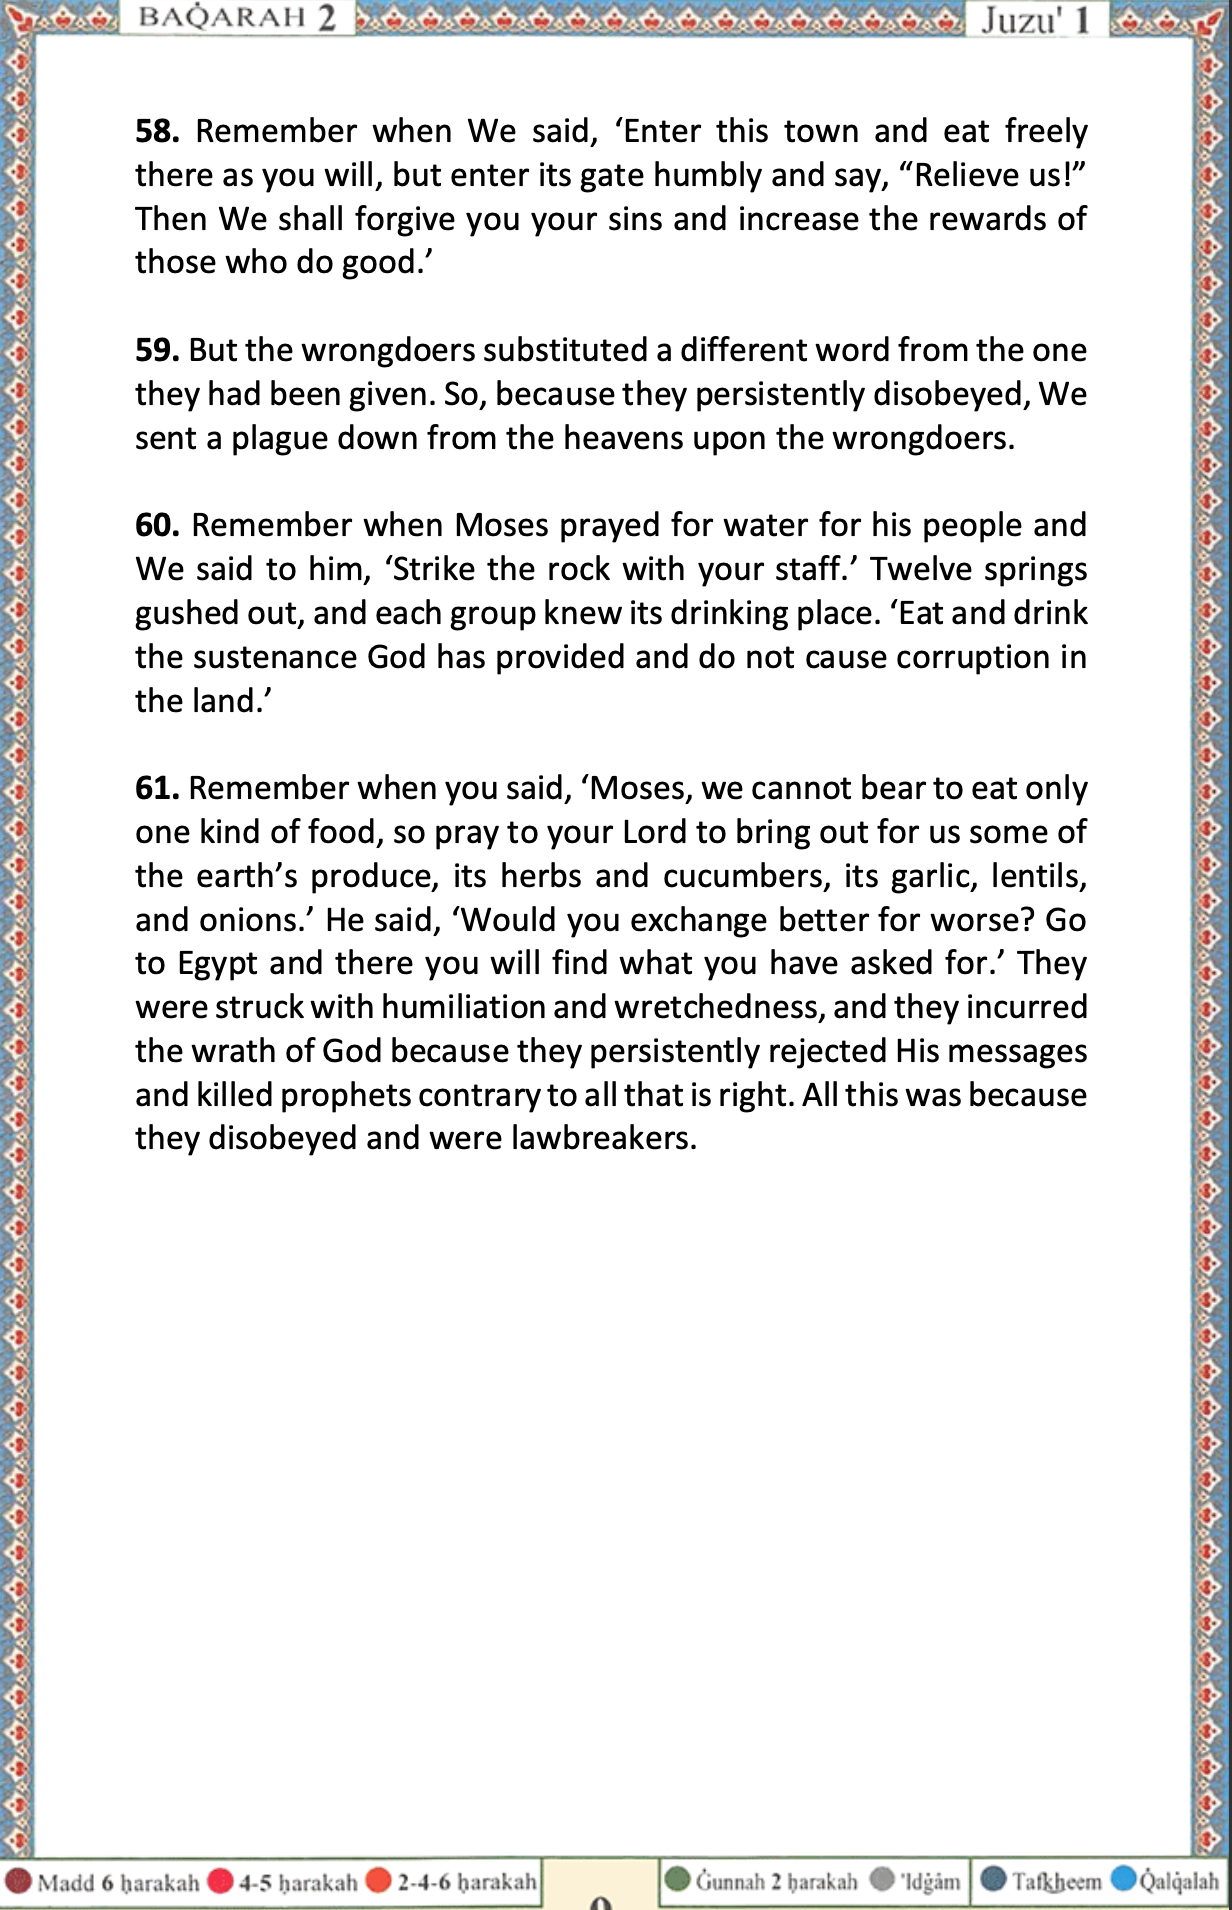 BAQ̇ARAH 2
Juzu' 1
58. Remember when We said, ‘Enter this town and eat freely
there as you will, but enter its gate humbly and say, “Relieve us!”
Then We shall forgive you your sins and increase the rewards of
those who do good.’
59. But the wrongdoers substituted a different word from the one
they had been given. So, because they persistently disobeyed, We
sent a plague down from the heavens upon the wrongdoers.
60. Remember when Moses prayed for water for his people and
We said to him, ‘Strike the rock with your staff.’ Twelve springs
gushed out, and each group knew its drinking place. ‘Eat and drink
the sustenance God has provided and do not cause corruption in
the land.’
61. Remember when you said, ‘Moses, we cannot bear to eat only
one kind of food, so pray to your Lord to bring out for us some of
the earth’s produce, its herbs and cucumbers, its garlic, lentils,
and onions.’ He said, ‘Would you exchange better for worse? Go
to Egypt and there you will find what you have asked for.’ They
were struck with humiliation and wretchedness, and they incurred
the wrath of God because they persistently rejected His messages
and killed prophets contrary to all that is right. All this was because
they disobeyed and were lawbreakers.
Madd 6 ḥarakah 4-5 ḥarakah 2-4-6 ḥarakah
Ġunnah 2 ḥarakah 'Idġâm Tafkheem Q̇alq̇alah